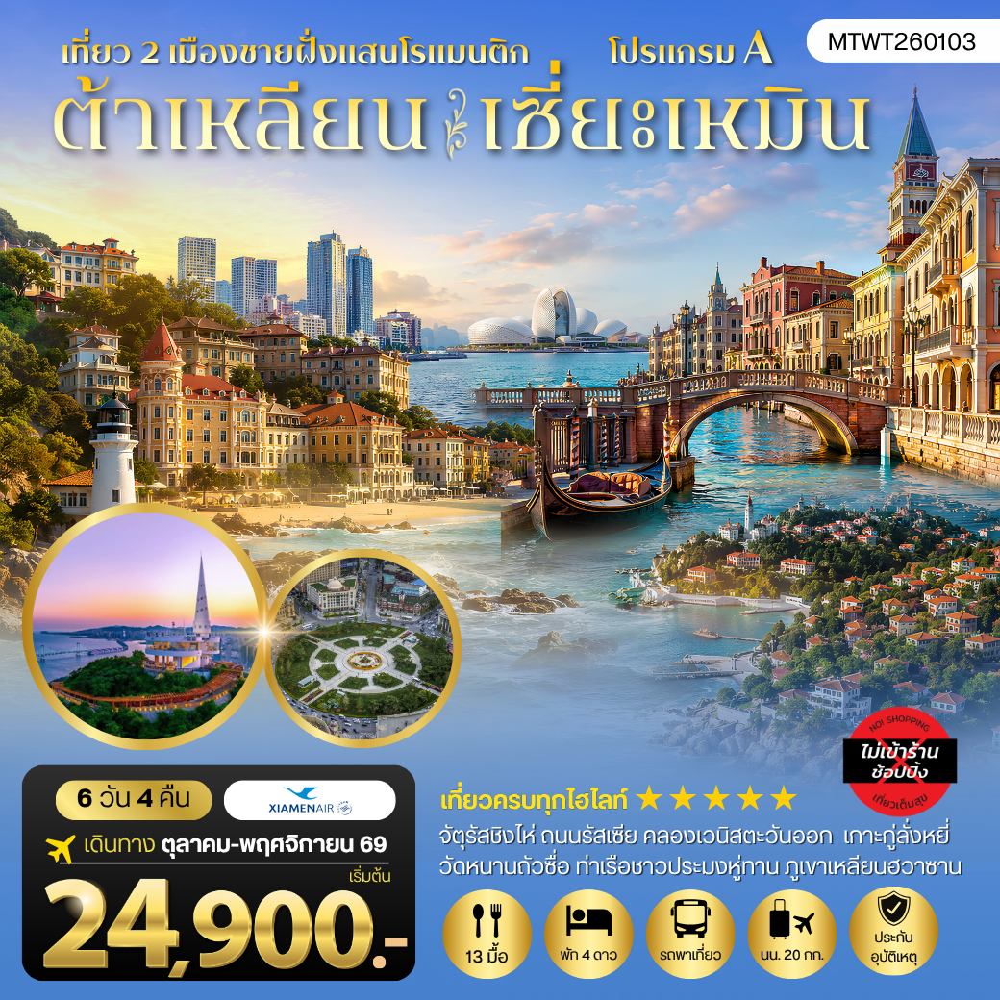 เที่ยว 2 เมืองชายฝั่งแสนโรแมนติก โปรแกรม A
MTWT260103
ต้าเหลียน เซี่ยะเหมิน
NO! SHOPPING
ไม่เข้าร้าน
ช้อปปิ้ง
เที่ยวเต็มสุข
6 วัน 4 คืน
XIAMENAIR
เดินทาง ตุลาคม-พฤศจิกายน 69
เริ่มต้น
24,900.-
เที่ยวครบทุกไฮไลท์ ★★★★★
จัตุรัสชิงไห่ ถนนรัสเซีย คลองเวนิสตะวันออก เกาะกู่ลั่งหยี่
วัดหนานถัวซื่อ ท่าเรือชาวประมงหู่ทาน ภูเขาเหลียนฮวาซาน
13 มื้อ
พัก 4 ดาว
รถพาเที่ยว
นน. 20 กก.
ประกัน
อุบัติเหตุ